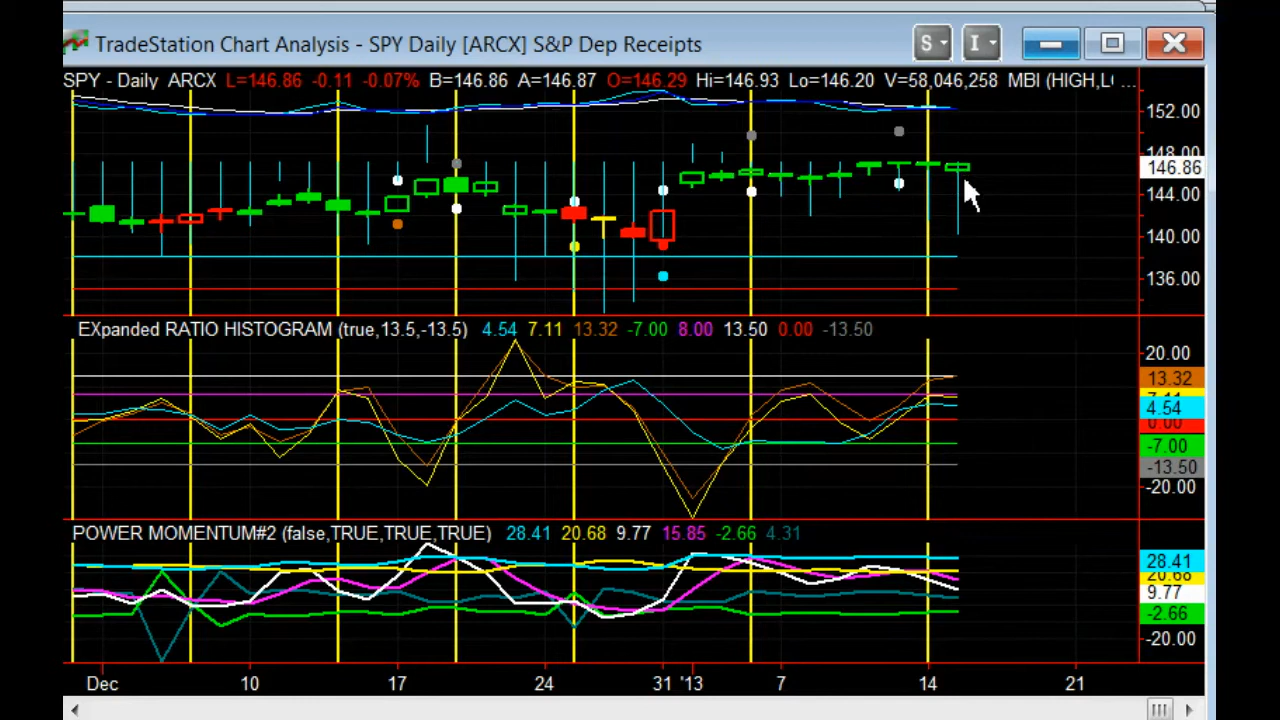 TradeStation Chart Analysis - SPY Daily [ARCX] S&P Dep Receipts
S
I
SPY - Daily ARCX L=146.86 -0.11 -0.07% B=146.86 A=146.87 O=146.29 Hi=146.93 Lo=146.20 V=58,046,258 MBI (HIGH,L( ...
152.00
148.00
146.86
144.00
140.00
136.00
EXpanded RATIO HISTOGRAM (true,13.5,-13.5) 4.54 7.11 13.32 -7.00 8.00 13.50 0.00 -13.50
20.00
13.32
4.54
0.00
-7.00
-13.50
-20.00
POWER MOMENTUM#2 (false,TRUE,TRUE,TRUE) 28.41 20.68 9.77 15.85 -2.66 4.31
28.41
20.68
9.77
-2.66
-20.00
Dec 10 17 24 31 '13 7 14 21